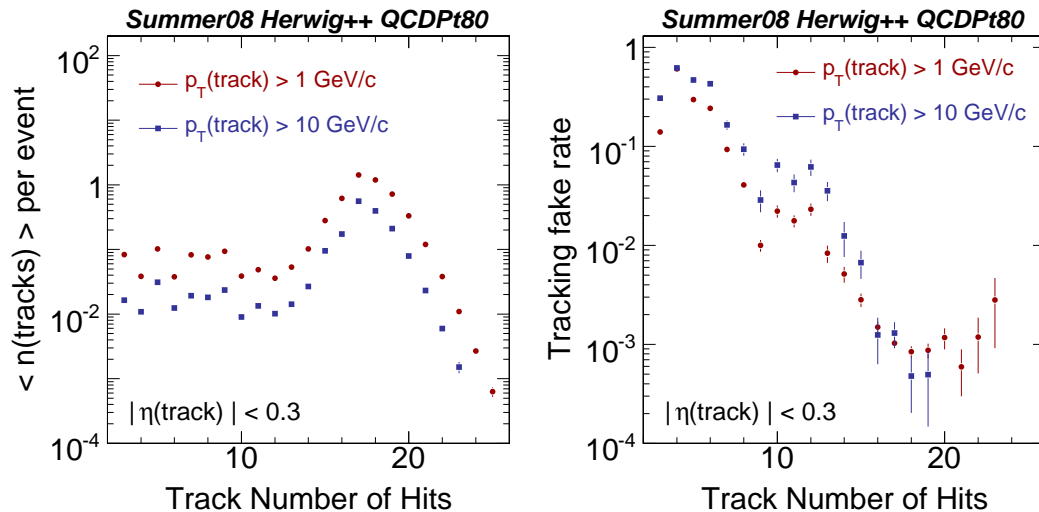 Summer08 Herwig++ QCDPt80
< n(tracks) > per event
10²
1
10⁻²
10⁻⁴
p_T(track) > 1 GeV/c
p_T(track) > 10 GeV/c
| η(track) | < 0.3
10
20
Track Number of Hits
Summer08 Herwig++ QCDPt80
Tracking fake rate
1
10⁻¹
10⁻²
10⁻³
10⁻⁴
p_T(track) > 1 GeV/c
p_T(track) > 10 GeV/c
| η(track) | < 0.3
10
20
Track Number of Hits